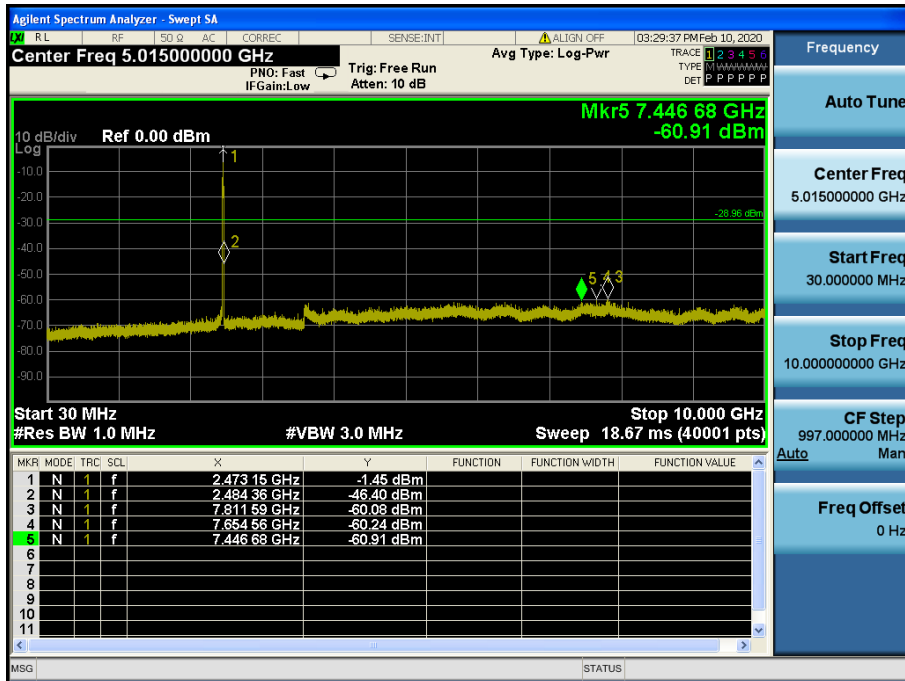 Agilent Spectrum Analyzer - Swept SA
LXI RL RF 50 Ω AC CORREC SENSE:INT ALIGN OFF 03:29:37 PM Feb 10, 2020
Center Freq 5.015000000 GHz
PNO: Fast
IFGain:Low
Trig: Free Run
Atten: 10 dB
Avg Type: Log-Pwr
TRACE 1 2 3 4 5 6
TYPE M WWWWW
DET P P P P P P
Mkr5 7.446 68 GHz
-60.91 dBm
10 dB/div Ref 0.00 dBm
Log
-10.0
-20.0
-30.0
-40.0
-50.0
-60.0
-70.0
-80.0
-90.0
1
2
5 4 3
-28.96 dBm
Start 30 MHz Stop 10.000 GHz
#Res BW 1.0 MHz #VBW 3.0 MHz Sweep 18.67 ms (40001 pts)
MKR MODE TRC SCL X Y FUNCTION FUNCTION WIDTH FUNCTION VALUE
1 N 1 f 2.473 15 GHz -1.45 dBm
2 N 1 f 2.484 36 GHz -46.40 dBm
3 N 1 f 7.811 59 GHz -60.08 dBm
4 N 1 f 7.654 56 GHz -60.24 dBm
5 N 1 f 7.446 68 GHz -60.91 dBm
6
7
8
9
10
11
MSG STATUS
Frequency
Auto Tune
Center Freq
5.015000000 GHz
Start Freq
30.000000 MHz
Stop Freq
10.000000000 GHz
CF Step
997.000000 MHz
Auto Man
Freq Offset
0 Hz